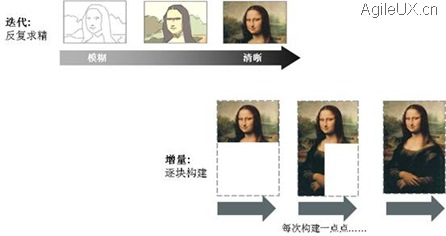 AgileUX.cn
迭代：
反复求精
模糊
清晰
增量：
逐块构建
每次构建一点点……